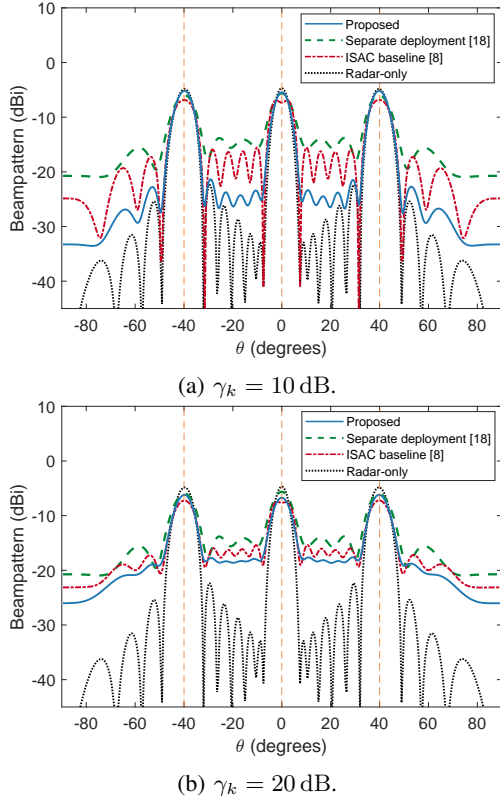 10
0
-10
-20
-30
-40
Beampattern (dBi)
Proposed
Separate deployment [18]
ISAC baseline [8]
Radar-only
-80 -60 -40 -20 0 20 40 60 80
θ (degrees)
(a) γk = 10 dB.
20
10
0
-10
-20
-30
-40
Beampattern (dBi)
Proposed
Separate deployment [18]
ISAC baseline [8]
Radar-only
-80 -60 -40 -20 0 20 40 60 80
θ (degrees)
(b) γk = 20 dB.